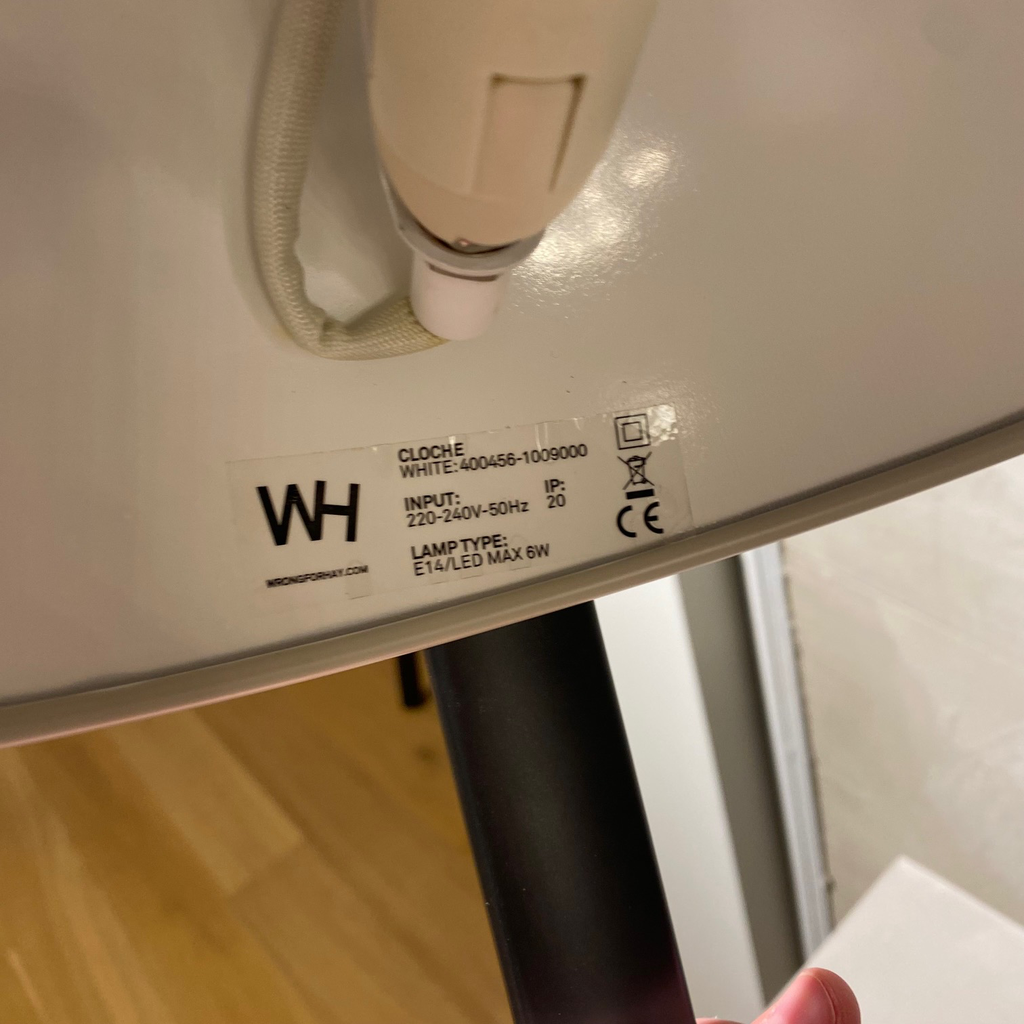 WH
WRONGFORHAY.COM
CLOCHE
WHITE: 400456-1009000
INPUT:
220-240V-50Hz
IP:
20
LAMP TYPE:
E14/LED MAX 6W
CE